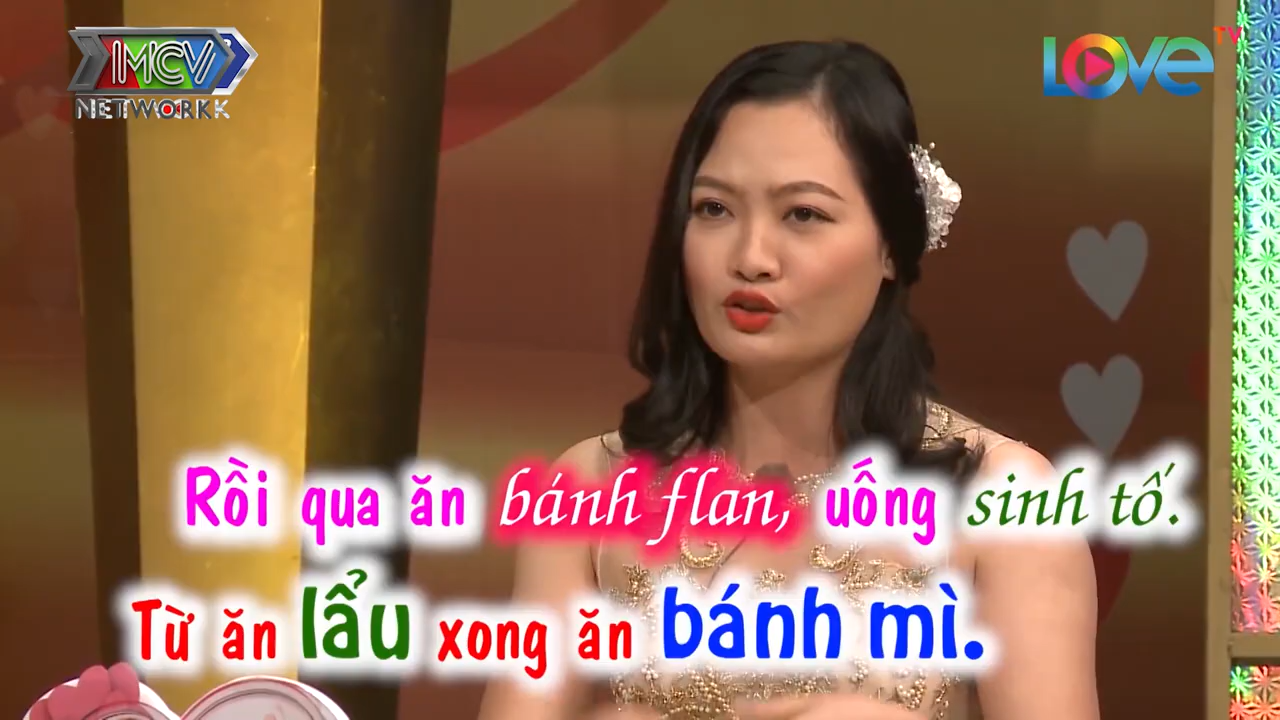 MCV
NETWORKK
LOVE TV
Rồi qua ăn bánh flan, uống sinh tố.
Từ ăn lẩu xong ăn bánh mì.